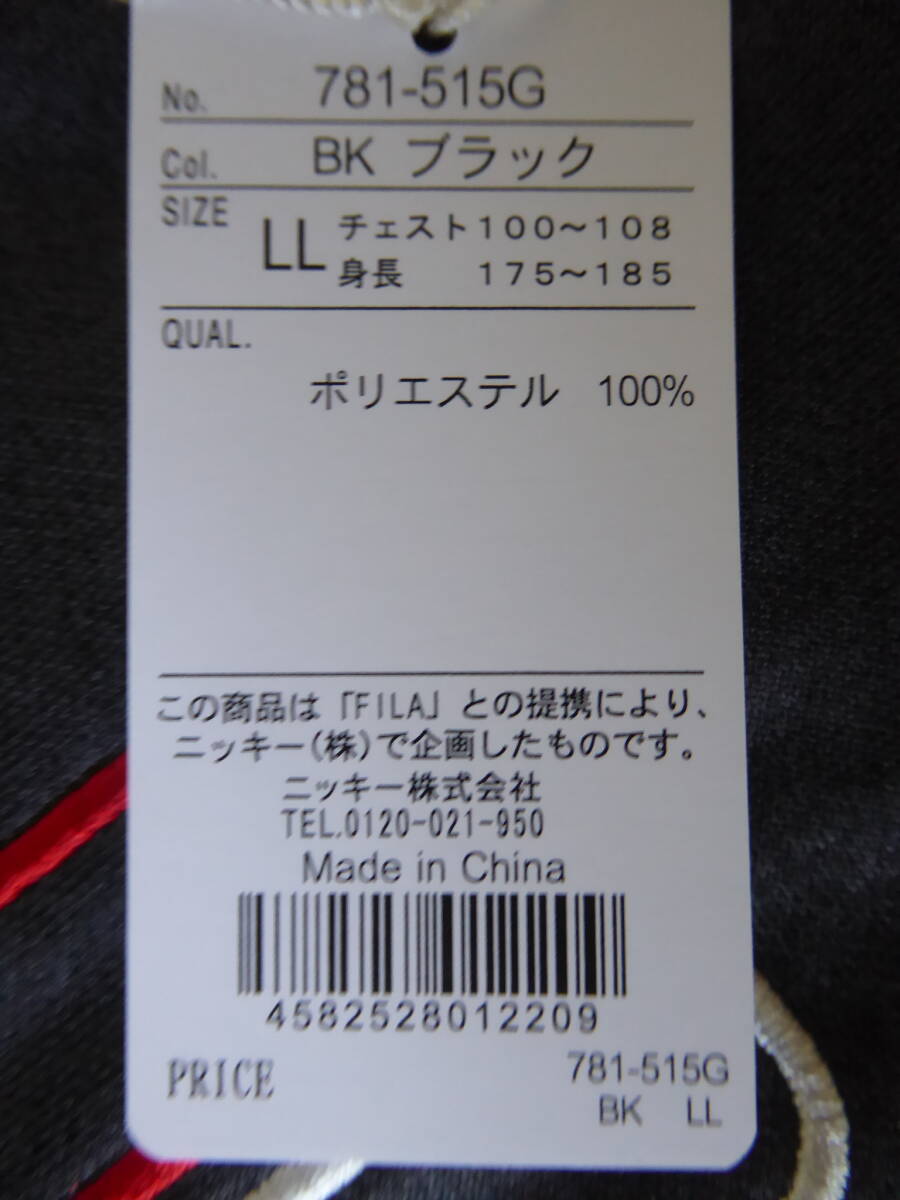 No. 781-515G
Col. BK ブラック
SIZE LL チェスト100～108
身長 175～185
QUAL.
ポリエステル 100%
この商品は「FILA」との提携により、
ニッキー(株)で企画したものです。
ニッキー株式会社
TEL.0120-021-950
Made in China
4582528012209
PRICE 781-515G
BK LL